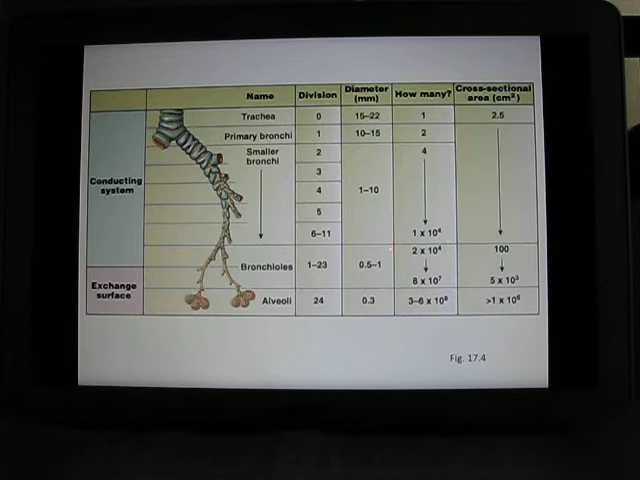 Name Division Diameter (mm) How many? Cross-sectional area (cm²)
Trachea 0 15–22 1 2.5
Primary bronchi 1 10–15 2
Smaller bronchi 2 4
3
Conducting system 4 1–10
5
6–11 1 x 10⁴
2 x 10⁴ 100
Bronchioles 1–23 0.5–1
8 x 10⁷ 5 x 10³
Exchange surface
Alveoli 24 0.3 3–6 x 10⁸ >1 x 10⁶
Fig. 17.4